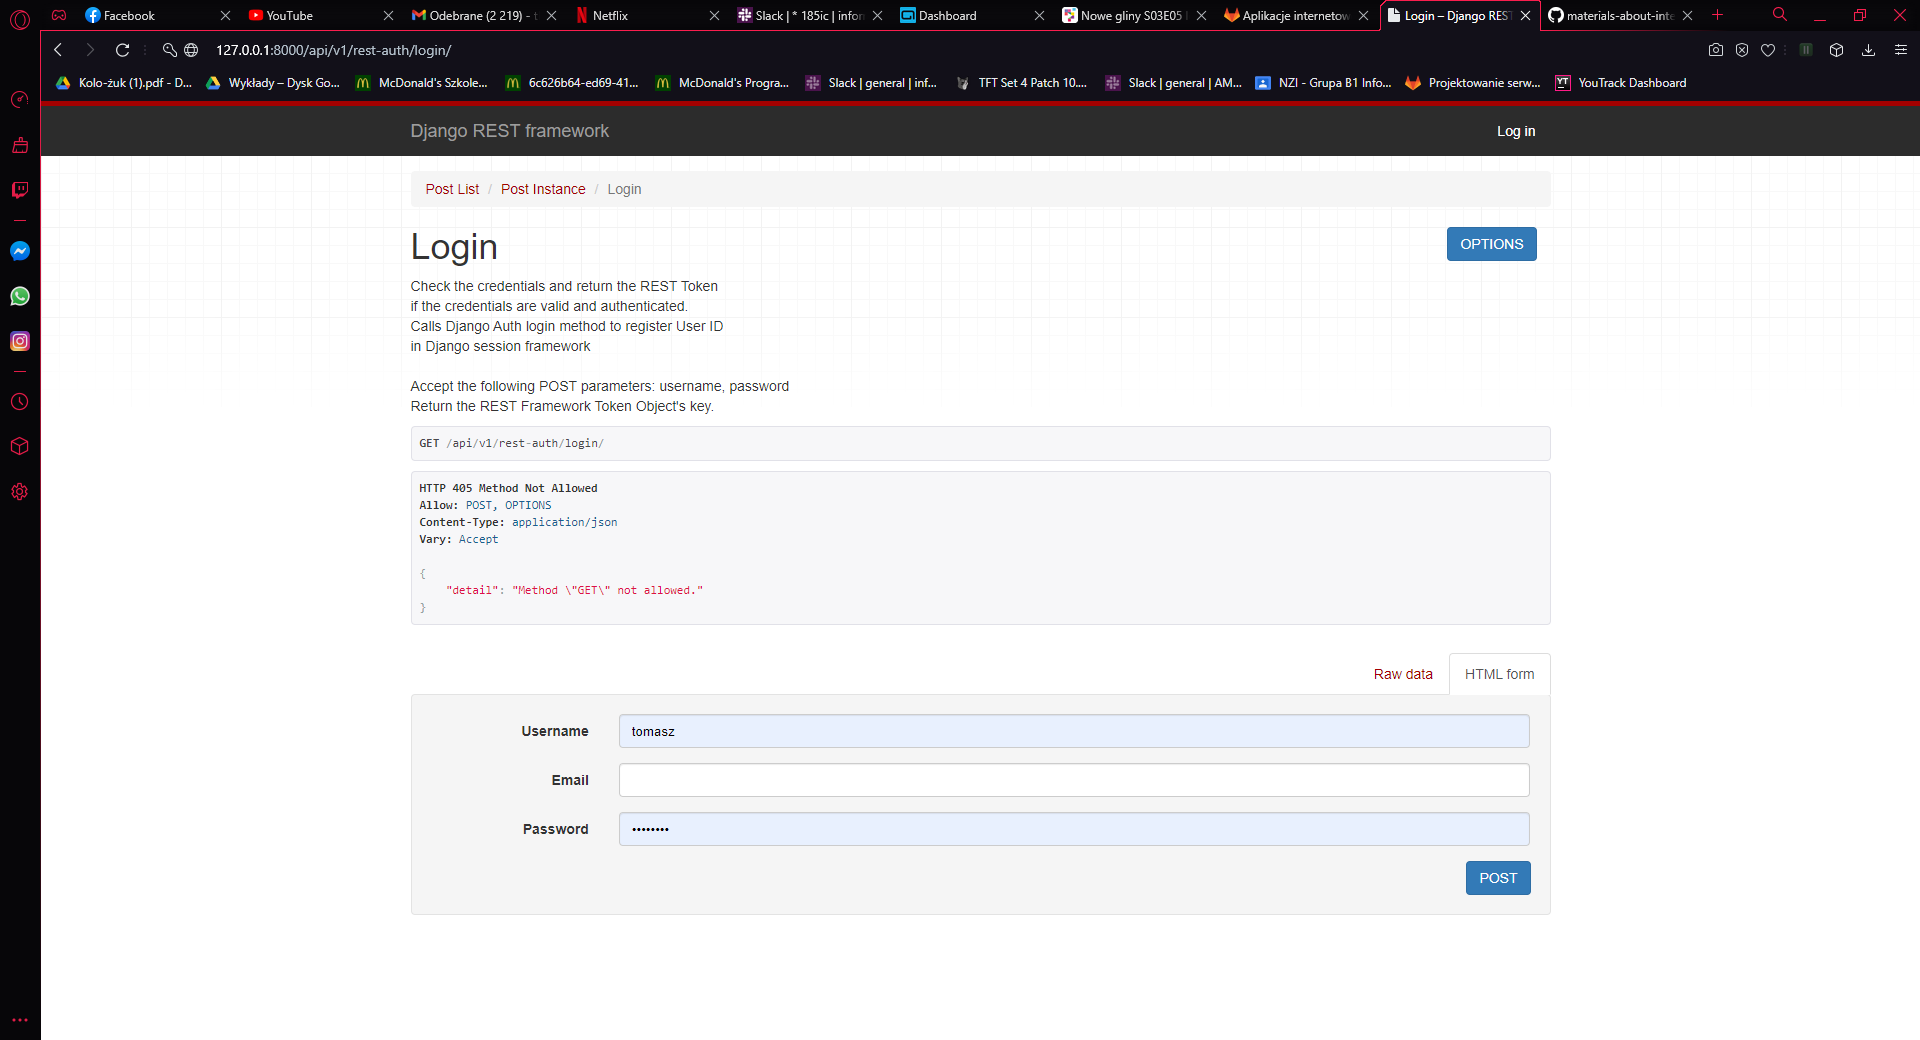 Facebook
YouTube
Odebrane (2 219) - t
Netflix
Slack | * 185ic | infor
Dashboard
Nowe gliny S03E05
Aplikacje internetow
Login – Django REST
materials-about-inte
127.0.0.1:8000/api/v1/rest-auth/login/
Kolo-żuk (1).pdf - D...
Wykłady – Dysk Go...
McDonald's Szkole...
6c626b64-ed69-41...
McDonald's Progra...
Slack | general | inf...
TFT Set 4 Patch 10....
Slack | general | AM...
NZI - Grupa B1 Info...
Projektowanie serw...
YT
YouTrack Dashboard
Django REST framework
Log in
Post List / Post Instance / Login
Login
OPTIONS
Check the credentials and return the REST Token
if the credentials are valid and authenticated.
Calls Django Auth login method to register User ID
in Django session framework
Accept the following POST parameters: username, password
Return the REST Framework Token Object's key.
GET /api/v1/rest-auth/login/
HTTP 405 Method Not Allowed
Allow: POST, OPTIONS
Content-Type: application/json
Vary: Accept
{
"detail": "Method \"GET\" not allowed."
}
Raw data
HTML form
Username
tomasz
Email
Password
••••••••
POST